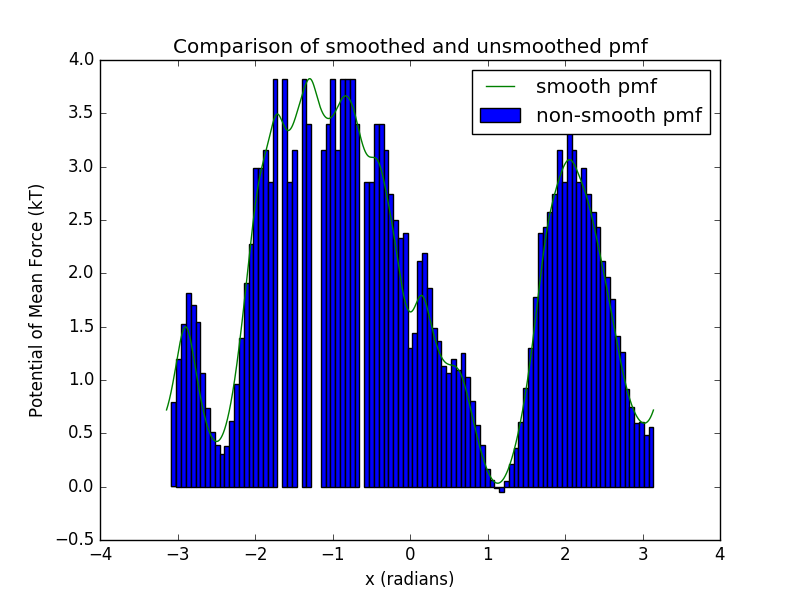 Comparison of smoothed and unsmoothed pmf
smooth pmf
non-smooth pmf
Potential of Mean Force (kT)
4.0
3.5
3.0
2.5
2.0
1.5
1.0
0.5
0.0
−0.5
−4 −3 −2 −1 0 1 2 3 4
x (radians)